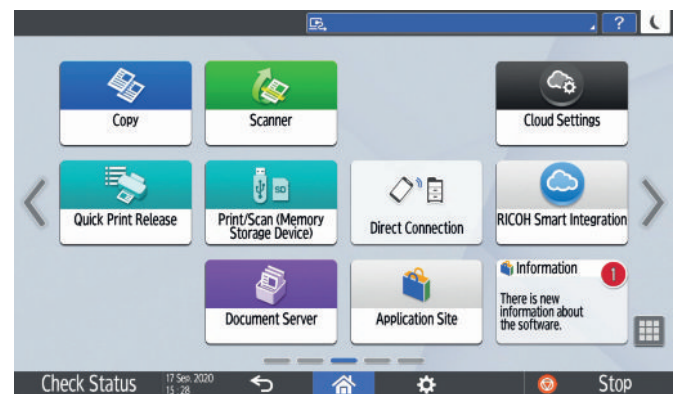 ?
Copy
Scanner
Cloud Settings
Quick Print Release
SD
Print/Scan (Memory
Storage Device)
Direct Connection
RICOH Smart Integration
Document Server
Application Site
Information
1
There is new
information about
the software.
Check Status
17 Sep. 2020
15 : 28
Stop